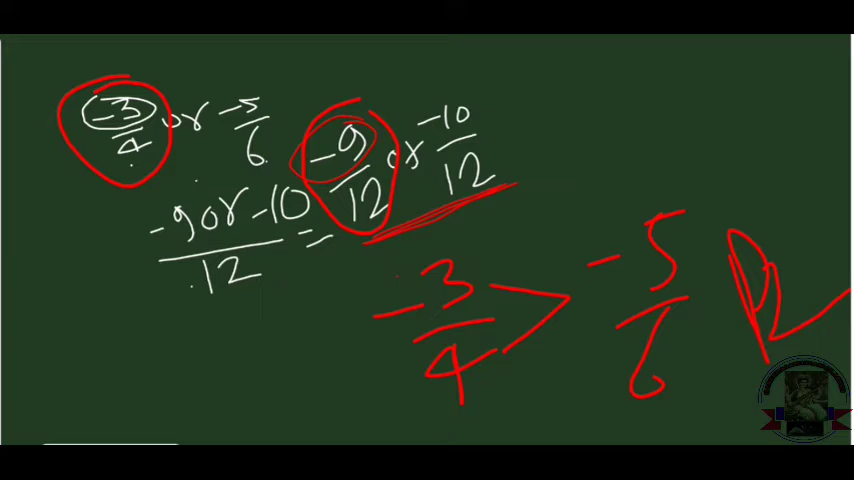 -3/4 or -5/6
-9/12 or -10/12
-9 or -10/12 =
-3/4 > -5/6